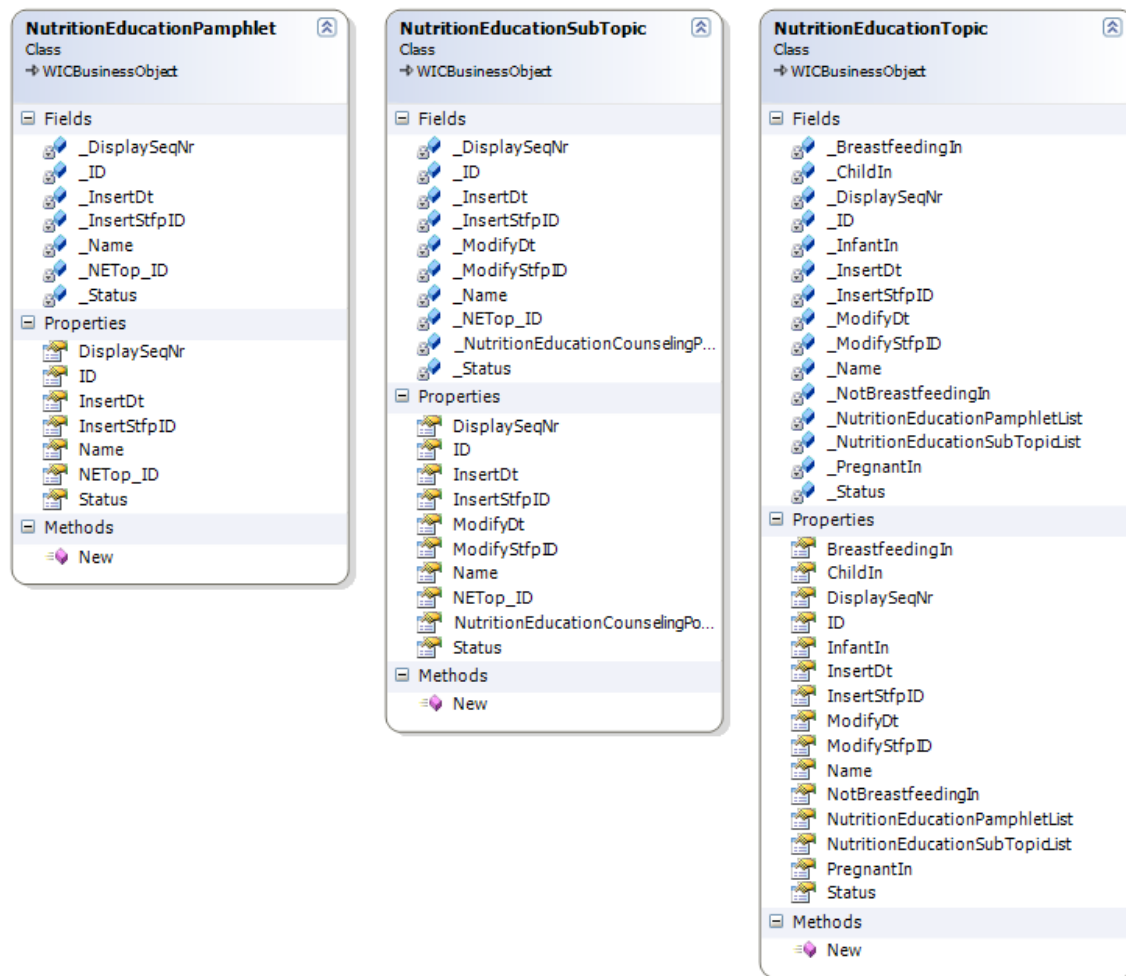 NutritionEducationPamphlet
Class
WICBusinessObject
Fields
_DisplaySeqNr
_ID
_InsertDt
_InsertStfpID
_Name
_NETop_ID
_Status
Properties
DisplaySeqNr
ID
InsertDt
InsertStfpID
Name
NETop_ID
Status
Methods
New
NutritionEducationSubTopic
Class
WICBusinessObject
Fields
_DisplaySeqNr
_ID
_InsertDt
_InsertStfpID
_ModifyDt
_ModifyStfpID
_Name
_NETop_ID
_NutritionEducationCounselingP...
_Status
Properties
DisplaySeqNr
ID
InsertDt
InsertStfpID
ModifyDt
ModifyStfpID
Name
NETop_ID
NutritionEducationCounselingPo...
Status
Methods
New
NutritionEducationTopic
Class
WICBusinessObject
Fields
_BreastfeedingIn
_ChildIn
_DisplaySeqNr
_ID
_InfantIn
_InsertDt
_InsertStfpID
_ModifyDt
_ModifyStfpID
_Name
_NotBreastfeedingIn
_NutritionEducationPamphletList
_NutritionEducationSubTopicList
_PregnantIn
_Status
Properties
BreastfeedingIn
ChildIn
DisplaySeqNr
ID
InfantIn
InsertDt
InsertStfpID
ModifyDt
ModifyStfpID
Name
NotBreastfeedingIn
NutritionEducationPamphletList
NutritionEducationSubTopicList
PregnantIn
Status
Methods
New